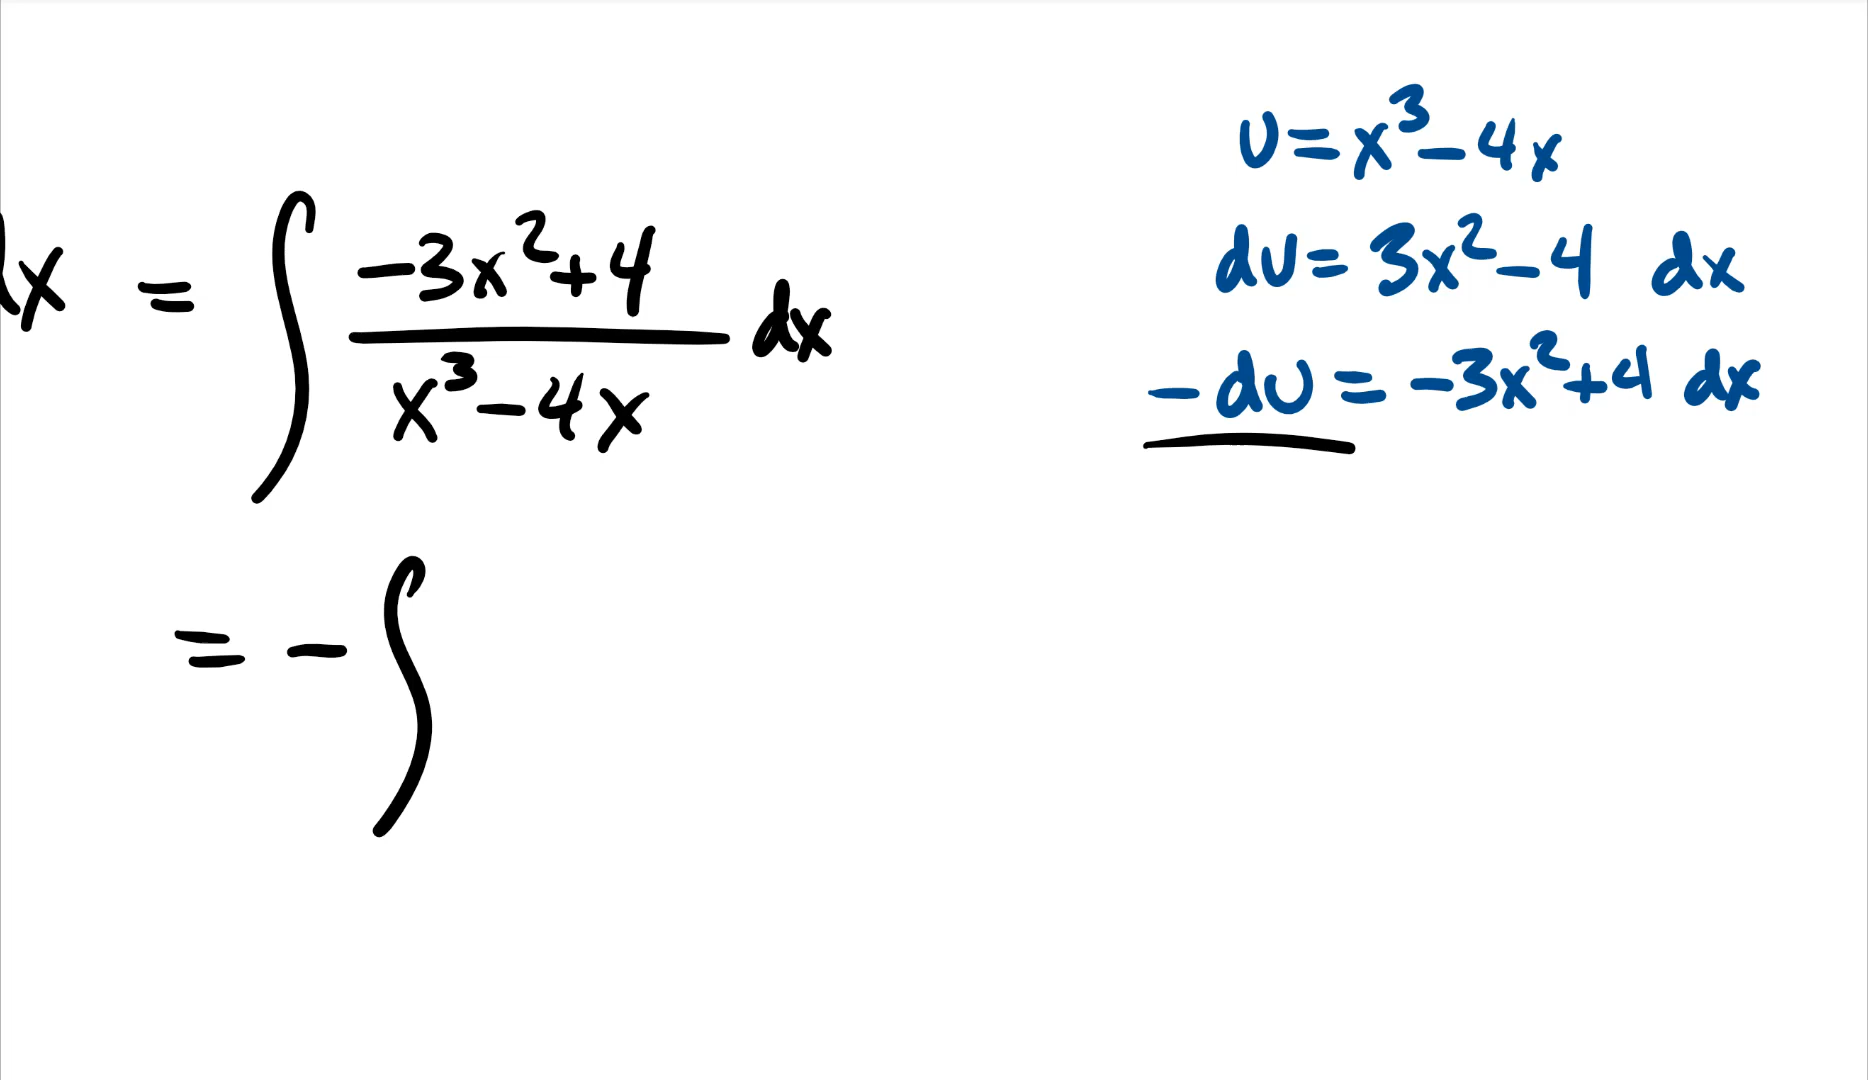 dx = ∫ (-3x²+4)/(x³-4x) dx
= - ∫
u = x³-4x
du = 3x²-4 dx
-du = -3x²+4 dx